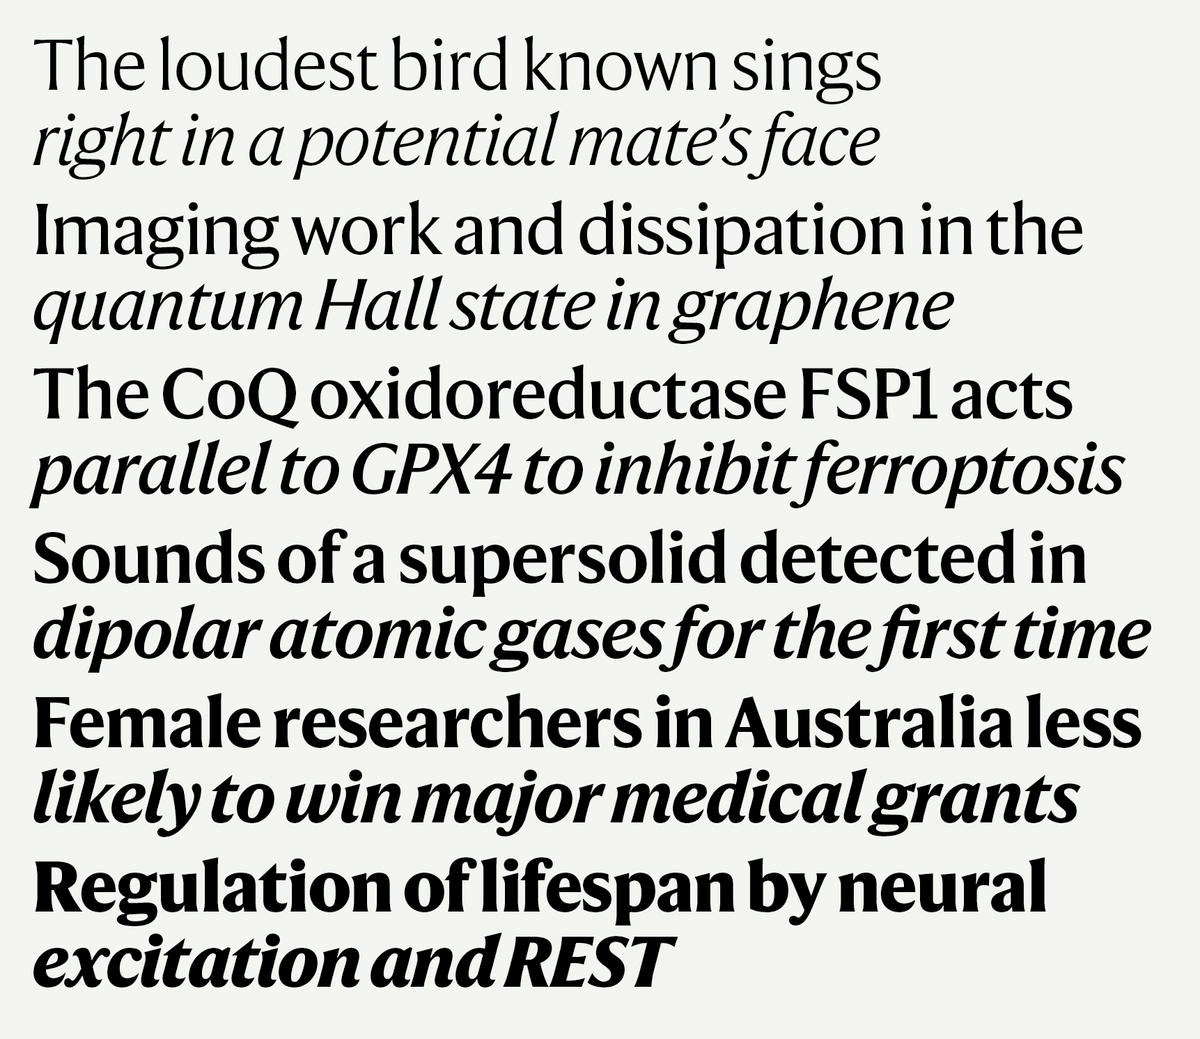 The loudest bird known sings
right in a potential mate’s face
Imaging work and dissipation in the
quantum Hall state in graphene
The CoQ oxidoreductase FSP1 acts
parallel to GPX4 to inhibit ferroptosis
Sounds of a supersolid detected in
dipolar atomic gases for the first time
Female researchers in Australia less
likely to win major medical grants
Regulation of lifespan by neural
excitation and REST